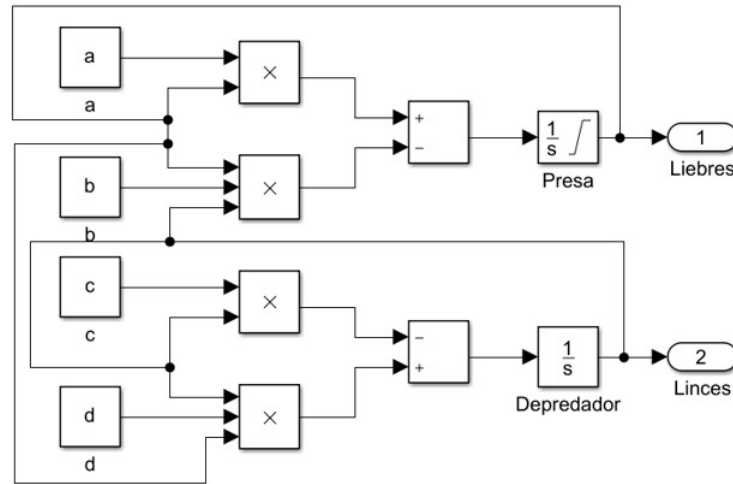 a
×
a
+
−
1
s
Presa
1
Liebres
b
×
b
c
×
c
−
+
1
s
Depredador
2
Linces
d
×
d